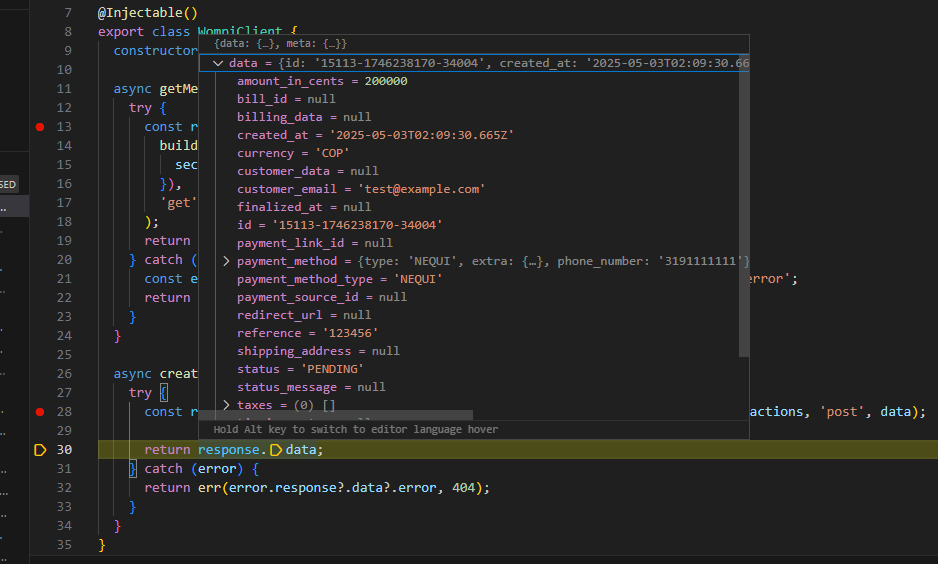 7 @Injectable()
8 export class WompiClient {
{data: {…}, meta: {…}}
9 constructor
data = {id: '15113-1746238170-34004', created_at: '2025-05-03T02:09:30.66
10
amount_in_cents = 200000
11 async getMe
bill_id = null
12 try {
billing_data = null
13 const r
created_at = '2025-05-03T02:09:30.665Z'
14 build
currency = 'COP'
15 sec
customer_data = null
SED
16 }),
customer_email = 'test@example.com'
17 'get'
finalized_at = null
18 );
id = '15113-1746238170-34004'
19 return
payment_link_id = null
20 } catch (
payment_method = {type: 'NEQUI', extra: {…}, phone_number: '3191111111'}
21 const e
payment_method_type = 'NEQUI'
error';
22 return
payment_source_id = null
23 }
redirect_url = null
24 }
reference = '123456'
25
shipping_address = null
26 async creat
status = 'PENDING'
27 try {
status_message = null
28 const r
taxes = (0) []
actions, 'post', data);
29
Hold Alt key to switch to editor language hover
30 return response.data;
31 } catch (error) {
32 return err(error.response?.data?.error, 404);
33 }
34 }
35 }